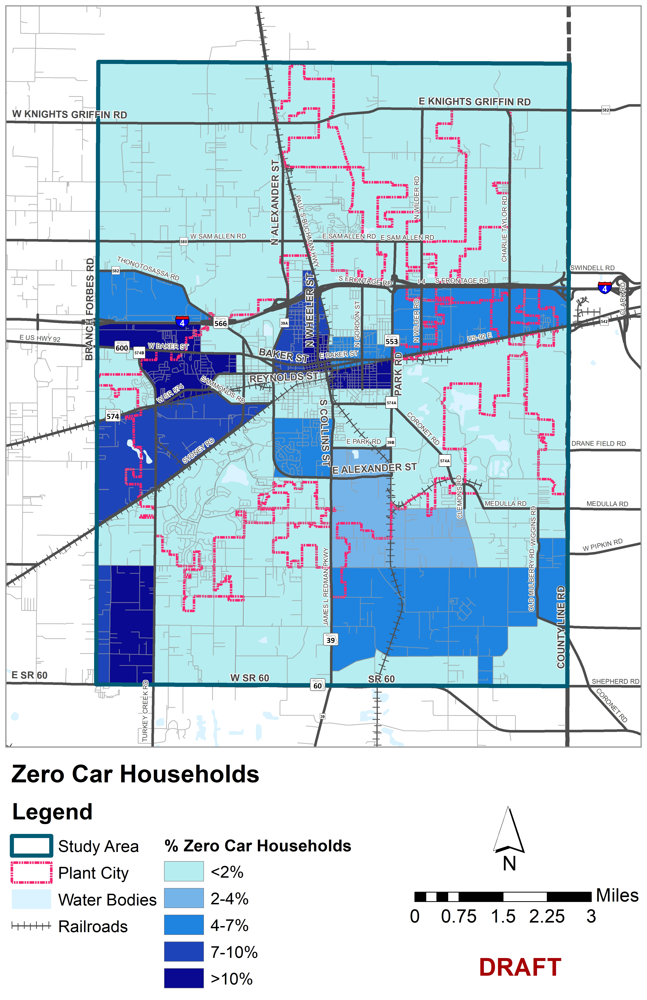 E KNIGHTS GRIFFIN RD
W KNIGHTS GRIFFIN RD
582
N ALEXANDER ST
PAUL S BUCHMAN HWY
N WILDER RD
CHARLIE TAYLOR RD
W SAM ALLEN RD
E SAM ALLEN RD
E SAM ALLEN RD
580
THONOTOSASSA RD
582
BRANCH FORBES RD
SWINDELL RD
S FRONTAGE RD
I-4
S FRONTAGE RD
4
CLARK RD
N WHEELER ST
N GORDON ST
N WILDER RD
4
566
39A
542
E US HWY 92
600
574B
W BAKER ST
BAKER ST
E BAKER ST
553
US-92 E
PARK RD
REYNOLDS ST
SAMMONDS RD
W SR 574
574
S COLLINS ST
574A
CORONET RD
E PARK RD
39B
DRANE FIELD RD
SYDNEY RD
574A
E ALEXANDER ST
CLEMONS RD
MEDULLA RD
MEDULLA RD
OLD MULBERRY RD
WIGGINS RD
W PIPKIN RD
JAMES L REDMAN PKWY
COUNTY LINE RD
39
E SR 60
W SR 60
60
SR 60
SHEPHERD RD
TURKEY CREEK RD
39
CORONET RD
Zero Car Households
Legend
Study Area
Plant City
Water Bodies
Railroads
% Zero Car Households
<2%
2-4%
4-7%
7-10%
>10%
N
Miles
0 0.75 1.5 2.25 3
DRAFT